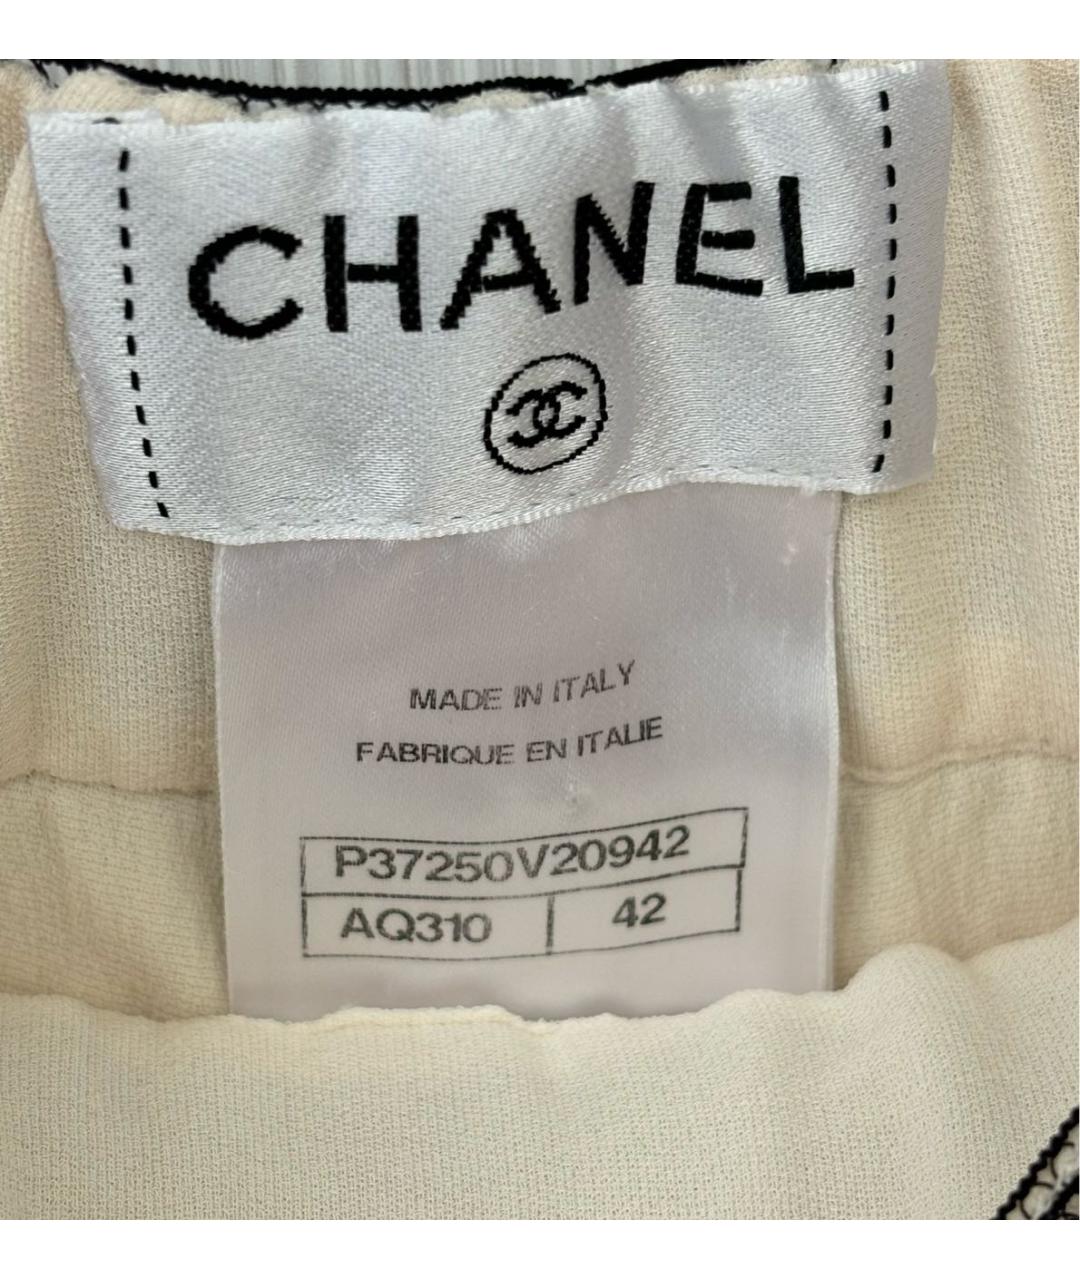 CHANEL
MADE IN ITALY
FABRIQUE EN ITALIE
P37250V20942
AQ310 42